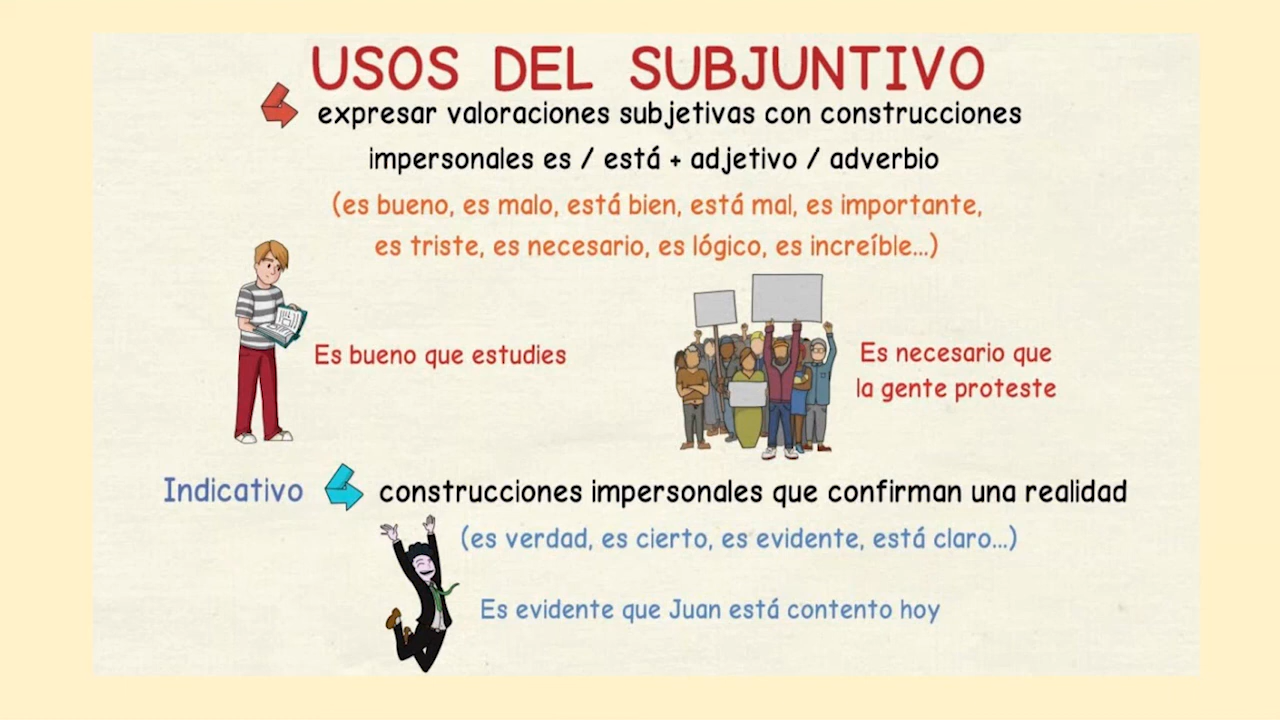 USOS DEL SUBJUNTIVO
expresar valoraciones subjetivas con construcciones
impersonales es / está + adjetivo / adverbio
(es bueno, es malo, está bien, está mal, es importante,
es triste, es necesario, es lógico, es increíble...)
Es bueno que estudies
Es necesario que
la gente proteste
Indicativo construcciones impersonales que confirman una realidad
(es verdad, es cierto, es evidente, está claro...)
Es evidente que Juan está contento hoy